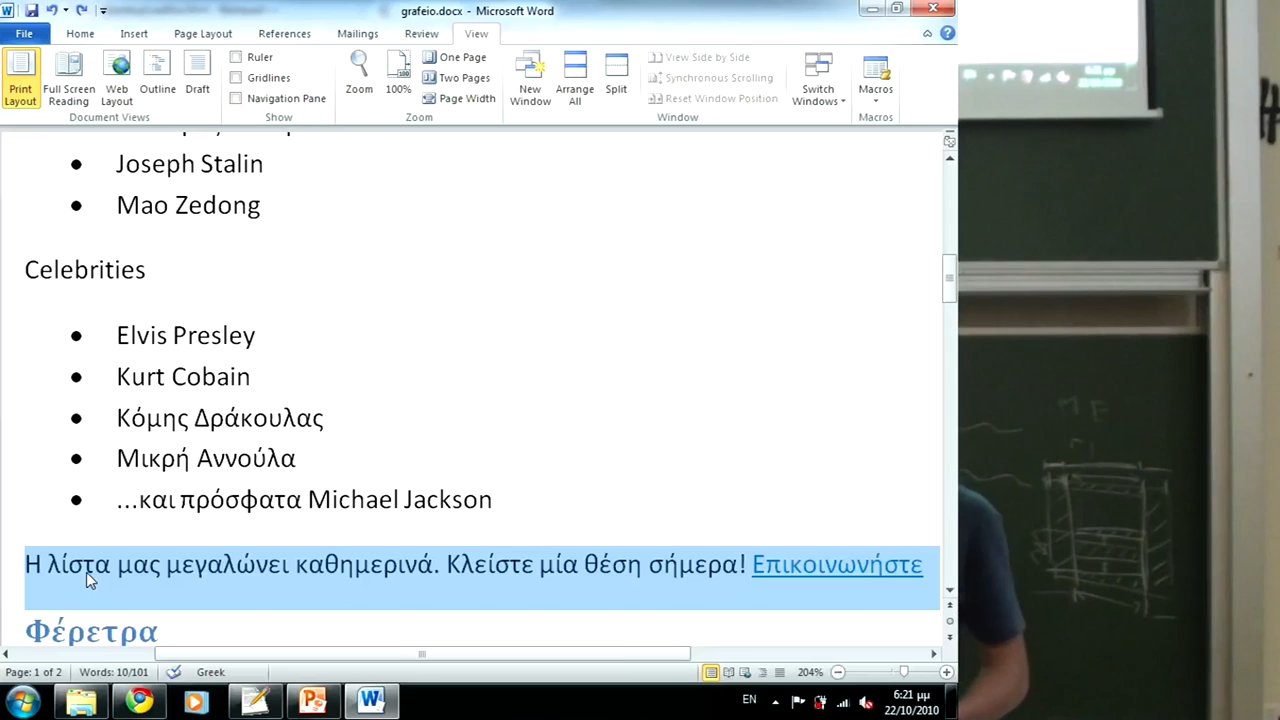 grafeio.docx - Microsoft Word
File Home Insert Page Layout References Mailings Review View
Print Layout
Full Screen Reading
Web Layout
Outline
Draft
Document Views
Ruler
Gridlines
Navigation Pane
Show
Zoom
100%
One Page
Two Pages
Page Width
Zoom
New Window
Arrange All
Split
View Side by Side
Synchronous Scrolling
Reset Window Position
Window
Switch Windows
Macros
Macros
• Joseph Stalin
• Mao Zedong
Celebrities
• Elvis Presley
• Kurt Cobain
• Κόμης Δράκουλας
• Μικρή Αννούλα
• ...και πρόσφατα Michael Jackson
Η λίστα μας μεγαλώνει καθημερινά. Κλείστε μία θέση σήμερα! Επικοινωνήστε
Φέρετρα
Page: 1 of 2 Words: 10/101 Greek 204%
EN 6:21 μμ
22/10/2010